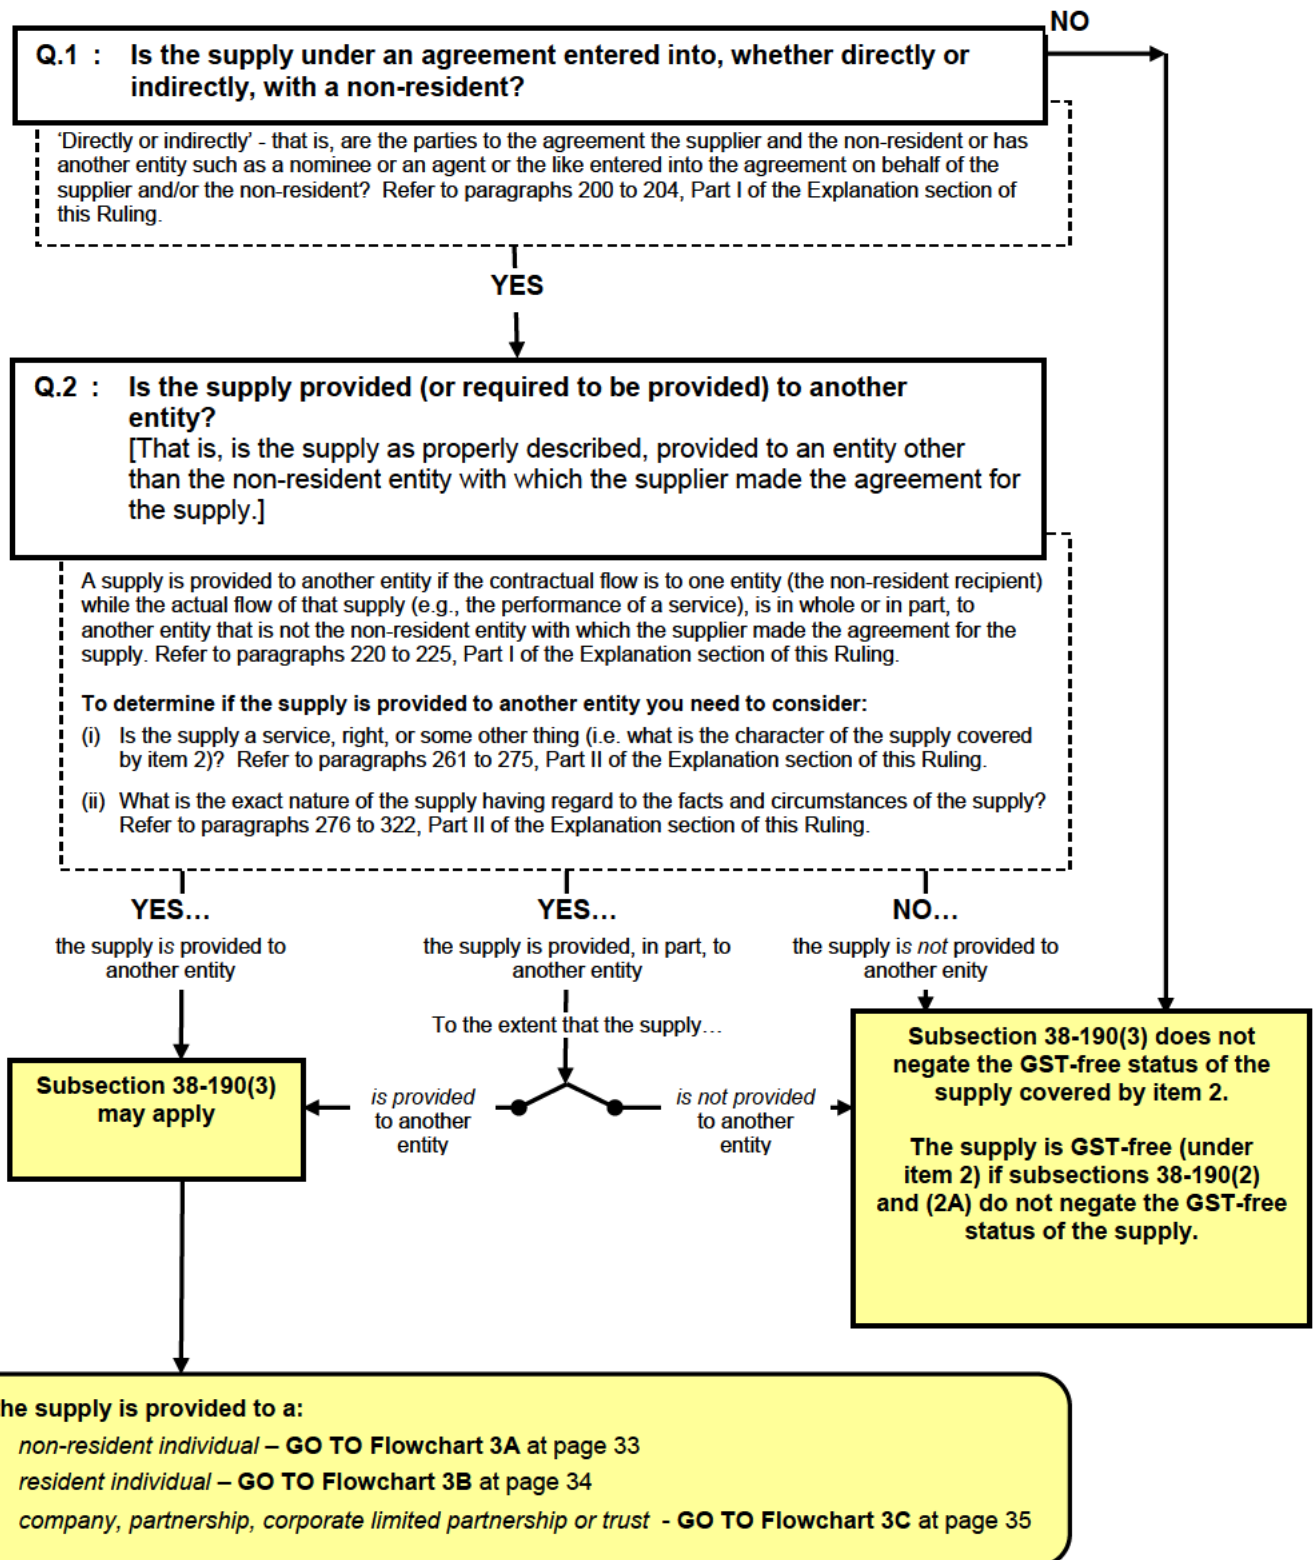 NO
Q.1 : Is the supply under an agreement entered into, whether directly or
indirectly, with a non-resident?
‘Directly or indirectly’ - that is, are the parties to the agreement the supplier and the non-resident or has
another entity such as a nominee or an agent or the like entered into the agreement on behalf of the
supplier and/or the non-resident? Refer to paragraphs 200 to 204, Part I of the Explanation section of
this Ruling.
YES
Q.2 : Is the supply provided (or required to be provided) to another
entity?
[That is, is the supply as properly described, provided to an entity other
than the non-resident entity with which the supplier made the agreement for
the supply.]
A supply is provided to another entity if the contractual flow is to one entity (the non-resident recipient)
while the actual flow of that supply (e.g., the performance of a service), is in whole or in part, to
another entity that is not the non-resident entity with which the supplier made the agreement for the
supply. Refer to paragraphs 220 to 225, Part I of the Explanation section of this Ruling.
To determine if the supply is provided to another entity you need to consider:
(i) Is the supply a service, right, or some other thing (i.e. what is the character of the supply covered
by item 2)? Refer to paragraphs 261 to 275, Part II of the Explanation section of this Ruling.
(ii) What is the exact nature of the supply having regard to the facts and circumstances of the supply?
Refer to paragraphs 276 to 322, Part II of the Explanation section of this Ruling.
YES…
the supply is provided to
another entity
YES…
the supply is provided, in part, to
another entity
NO…
the supply is not provided to
another enity
To the extent that the supply…
Subsection 38-190(3)
may apply
is provided
to another
entity
is not provided
to another
entity
Subsection 38-190(3) does not
negate the GST-free status of the
supply covered by item 2.
The supply is GST-free (under
item 2) if subsections 38-190(2)
and (2A) do not negate the GST-free
status of the supply.
he supply is provided to a:
non-resident individual – GO TO Flowchart 3A at page 33
resident individual – GO TO Flowchart 3B at page 34
company, partnership, corporate limited partnership or trust - GO TO Flowchart 3C at page 35